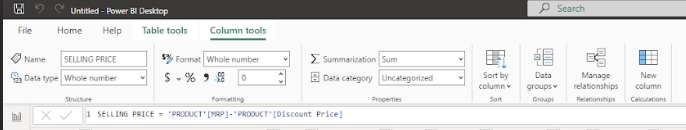 Untitled - Power BI Desktop
Search
File Home Help Table tools Column tools
Name SELLING PRICE
$% Format Whole number
Σ Summarization Sum
Data type Whole number
$ % 9 .00 0
Data category Uncategorized
Sort by column
Data groups
Manage relationships
New column
Structure Formatting Properties Sort Groups Relationships Calculations
1 SELLING PRICE = 'PRODUCT'[MRP]-'PRODUCT'[Discount Price]